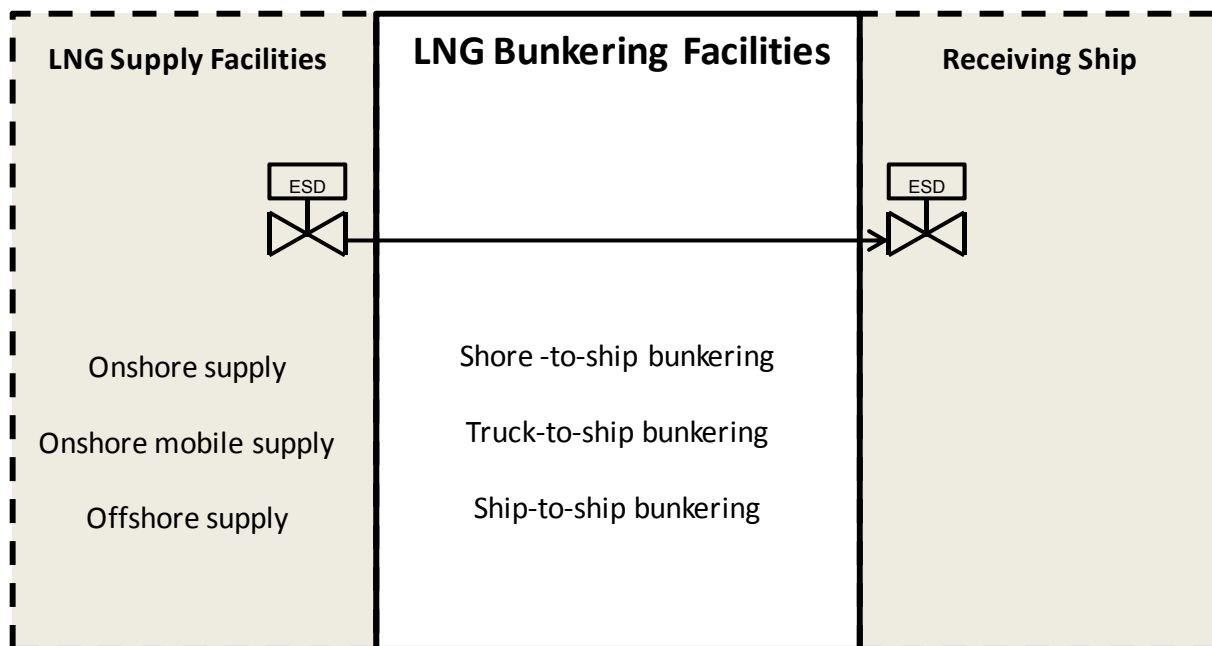 LNG Supply Facilities
LNG Bunkering Facilities
Receiving Ship
ESD
ESD
Onshore supply
Shore -to-ship bunkering
Onshore mobile supply
Truck-to-ship bunkering
Offshore supply
Ship-to-ship bunkering